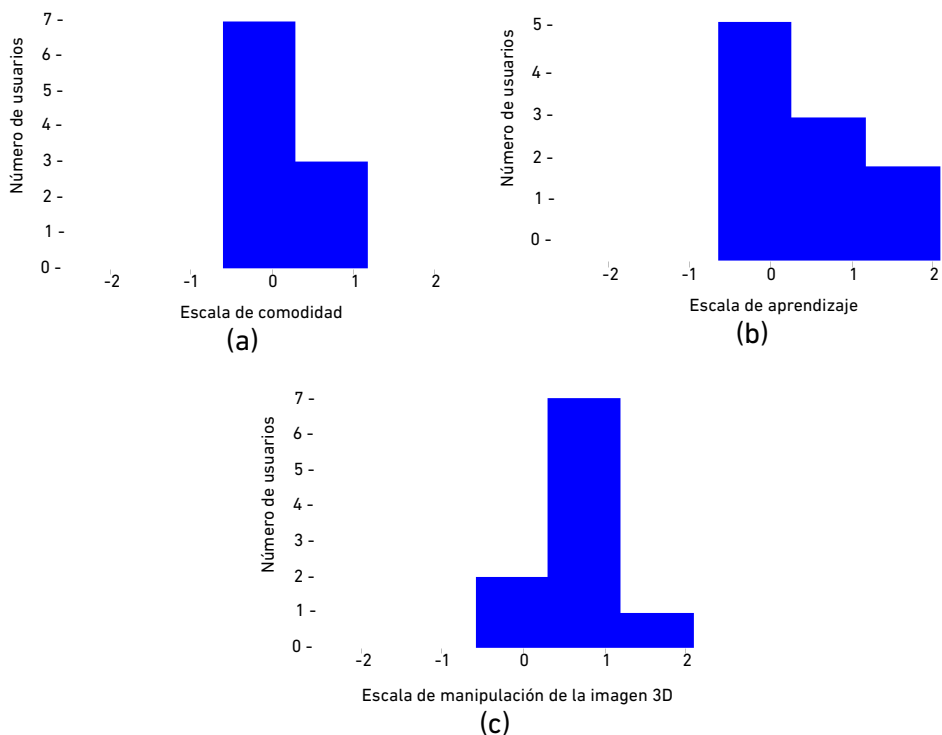 Número de usuarios
7 -
6 -
5 -
4 -
3 -
2 -
1 -
0 -
-2 -1 0 1 2
Escala de comodidad
(a)
Número de usuarios
5 -
4 -
3 -
2 -
1 -
0 -
-2 -1 0 1 2
Escala de aprendizaje
(b)
Número de usuarios
7 -
6 -
5 -
4 -
3 -
2 -
1 -
0 -
-2 -1 0 1 2
Escala de manipulación de la imagen 3D
(c)